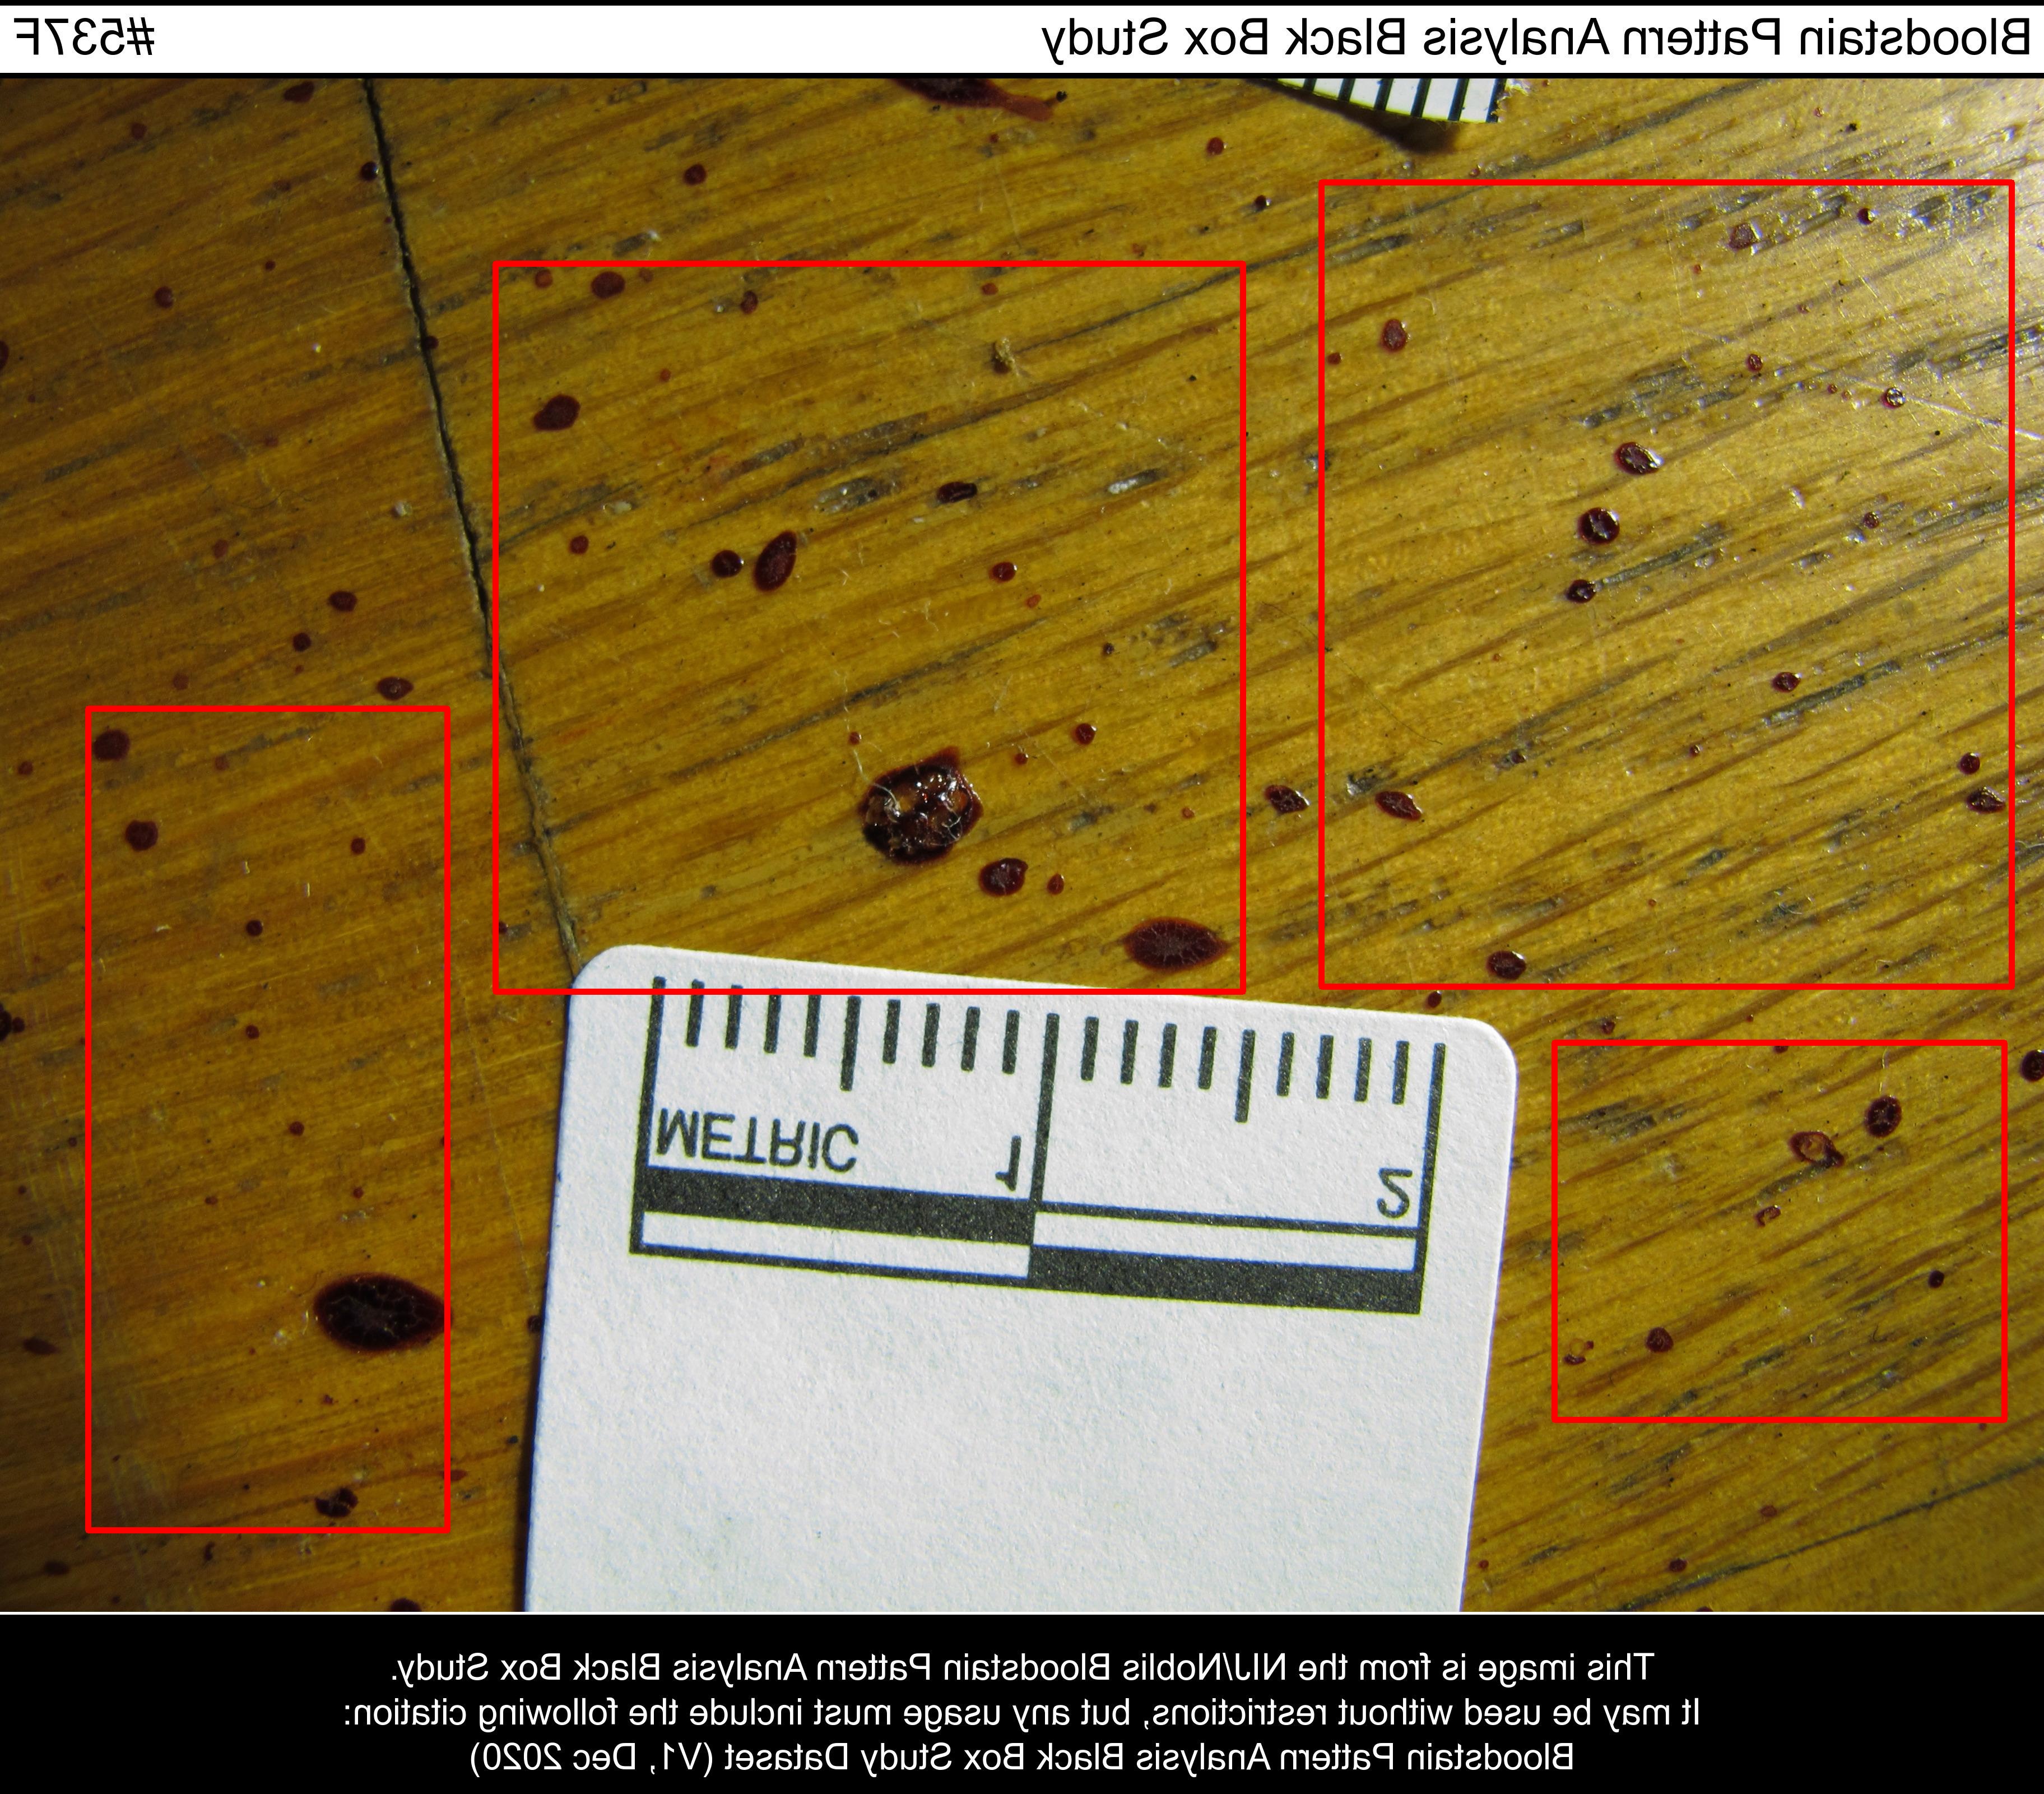 Bloodstain Pattern Analysis Black Box Study #537F
METRIC 1 2
This image is from the NIJ/Noblis Bloodstain Pattern Analysis Black Box Study.
It may be used without restrictions, but any usage must include the following citation:
Bloodstain Pattern Analysis Black Box Study Dataset (V1, Dec 2020)